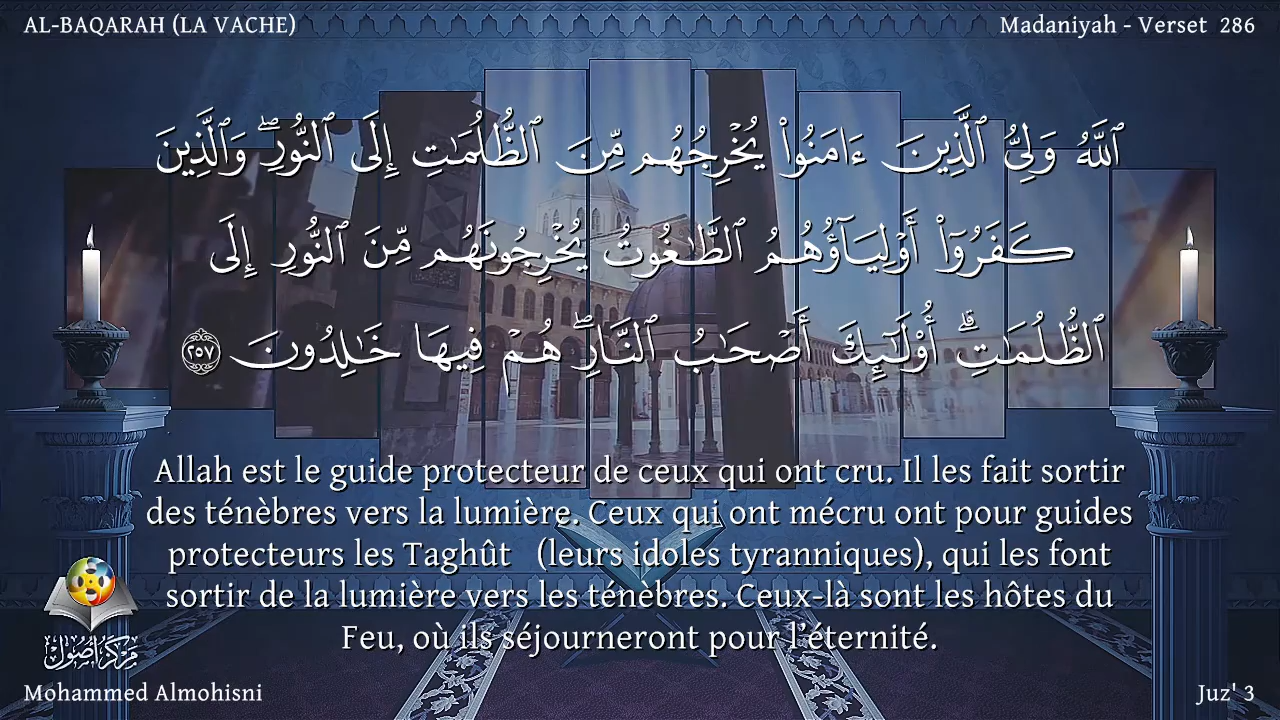 AL-BAQARAH (LA VACHE)
Madaniyah - Verset 286
ٱللَّهُ وَلِىُّ ٱلَّذِينَ ءَامَنُوا۟ يُخْرِجُهُم مِّنَ ٱلظُّلُمَـٰتِ إِلَى ٱلنُّورِ ۖ وَٱلَّذِينَ
كَفَرُوٓا۟ أَوْلِيَآؤُهُمُ ٱلطَّـٰغُوتُ يُخْرِجُونَهُم مِّنَ ٱلنُّورِ إِلَى
ٱلظُّلُمَـٰتِ ۗ أُو۟لَـٰٓئِكَ أَصْحَـٰبُ ٱلنَّارِ ۖ هُمْ فِيهَا خَـٰلِدُونَ ٢٥٧
Allah est le guide protecteur de ceux qui ont cru. Il les fait sortir
des ténèbres vers la lumière. Ceux qui ont mécru ont pour guides
protecteurs les Taghût (leurs idoles tyranniques), qui les font
sortir de la lumière vers les ténèbres. Ceux-là sont les hôtes du
Feu, où ils séjourneront pour l'éternité.
مركز أصول
Mohammed Almohisni
Juz' 3